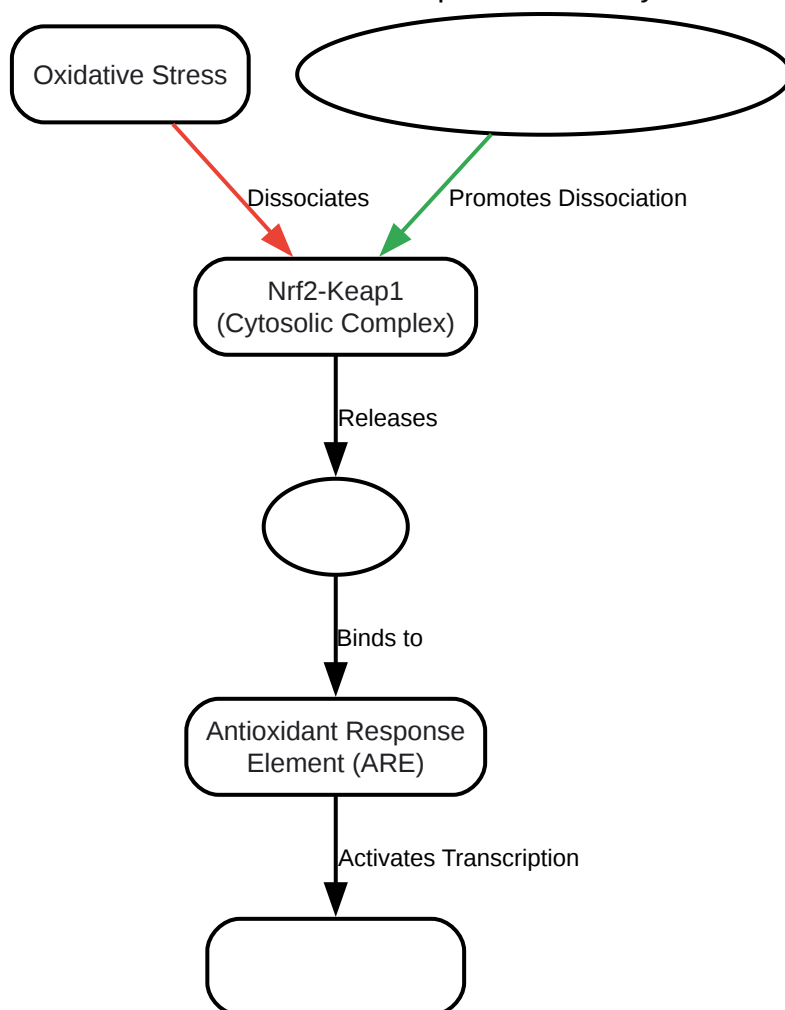 Oxidative Stress
Dissociates
Promotes Dissociation
Nrf2-Keap1
(Cytosolic Complex)
Releases
Binds to
Antioxidant Response
Element (ARE)
Activates Transcription